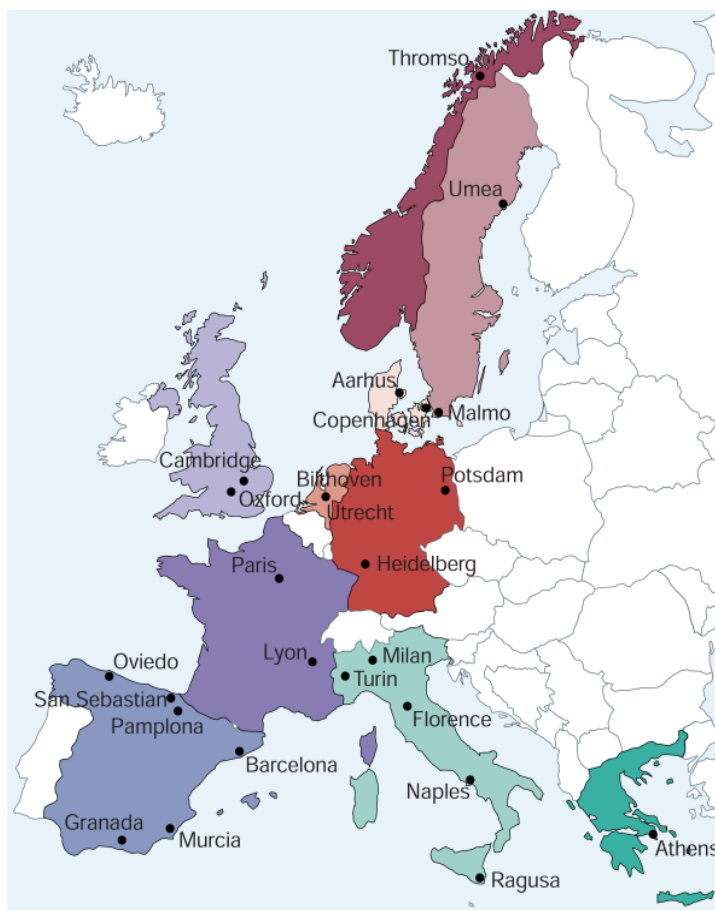 Thromso
Umea
Aarhus
Copenhagen
Malmo
Cambridge
Oxford
Bilthoven
Utrecht
Potsdam
Paris
Heidelberg
Lyon
Milan
Turin
Oviedo
San Sebastian
Pamplona
Florence
Barcelona
Naples
Granada
Murcia
Athens
Ragusa